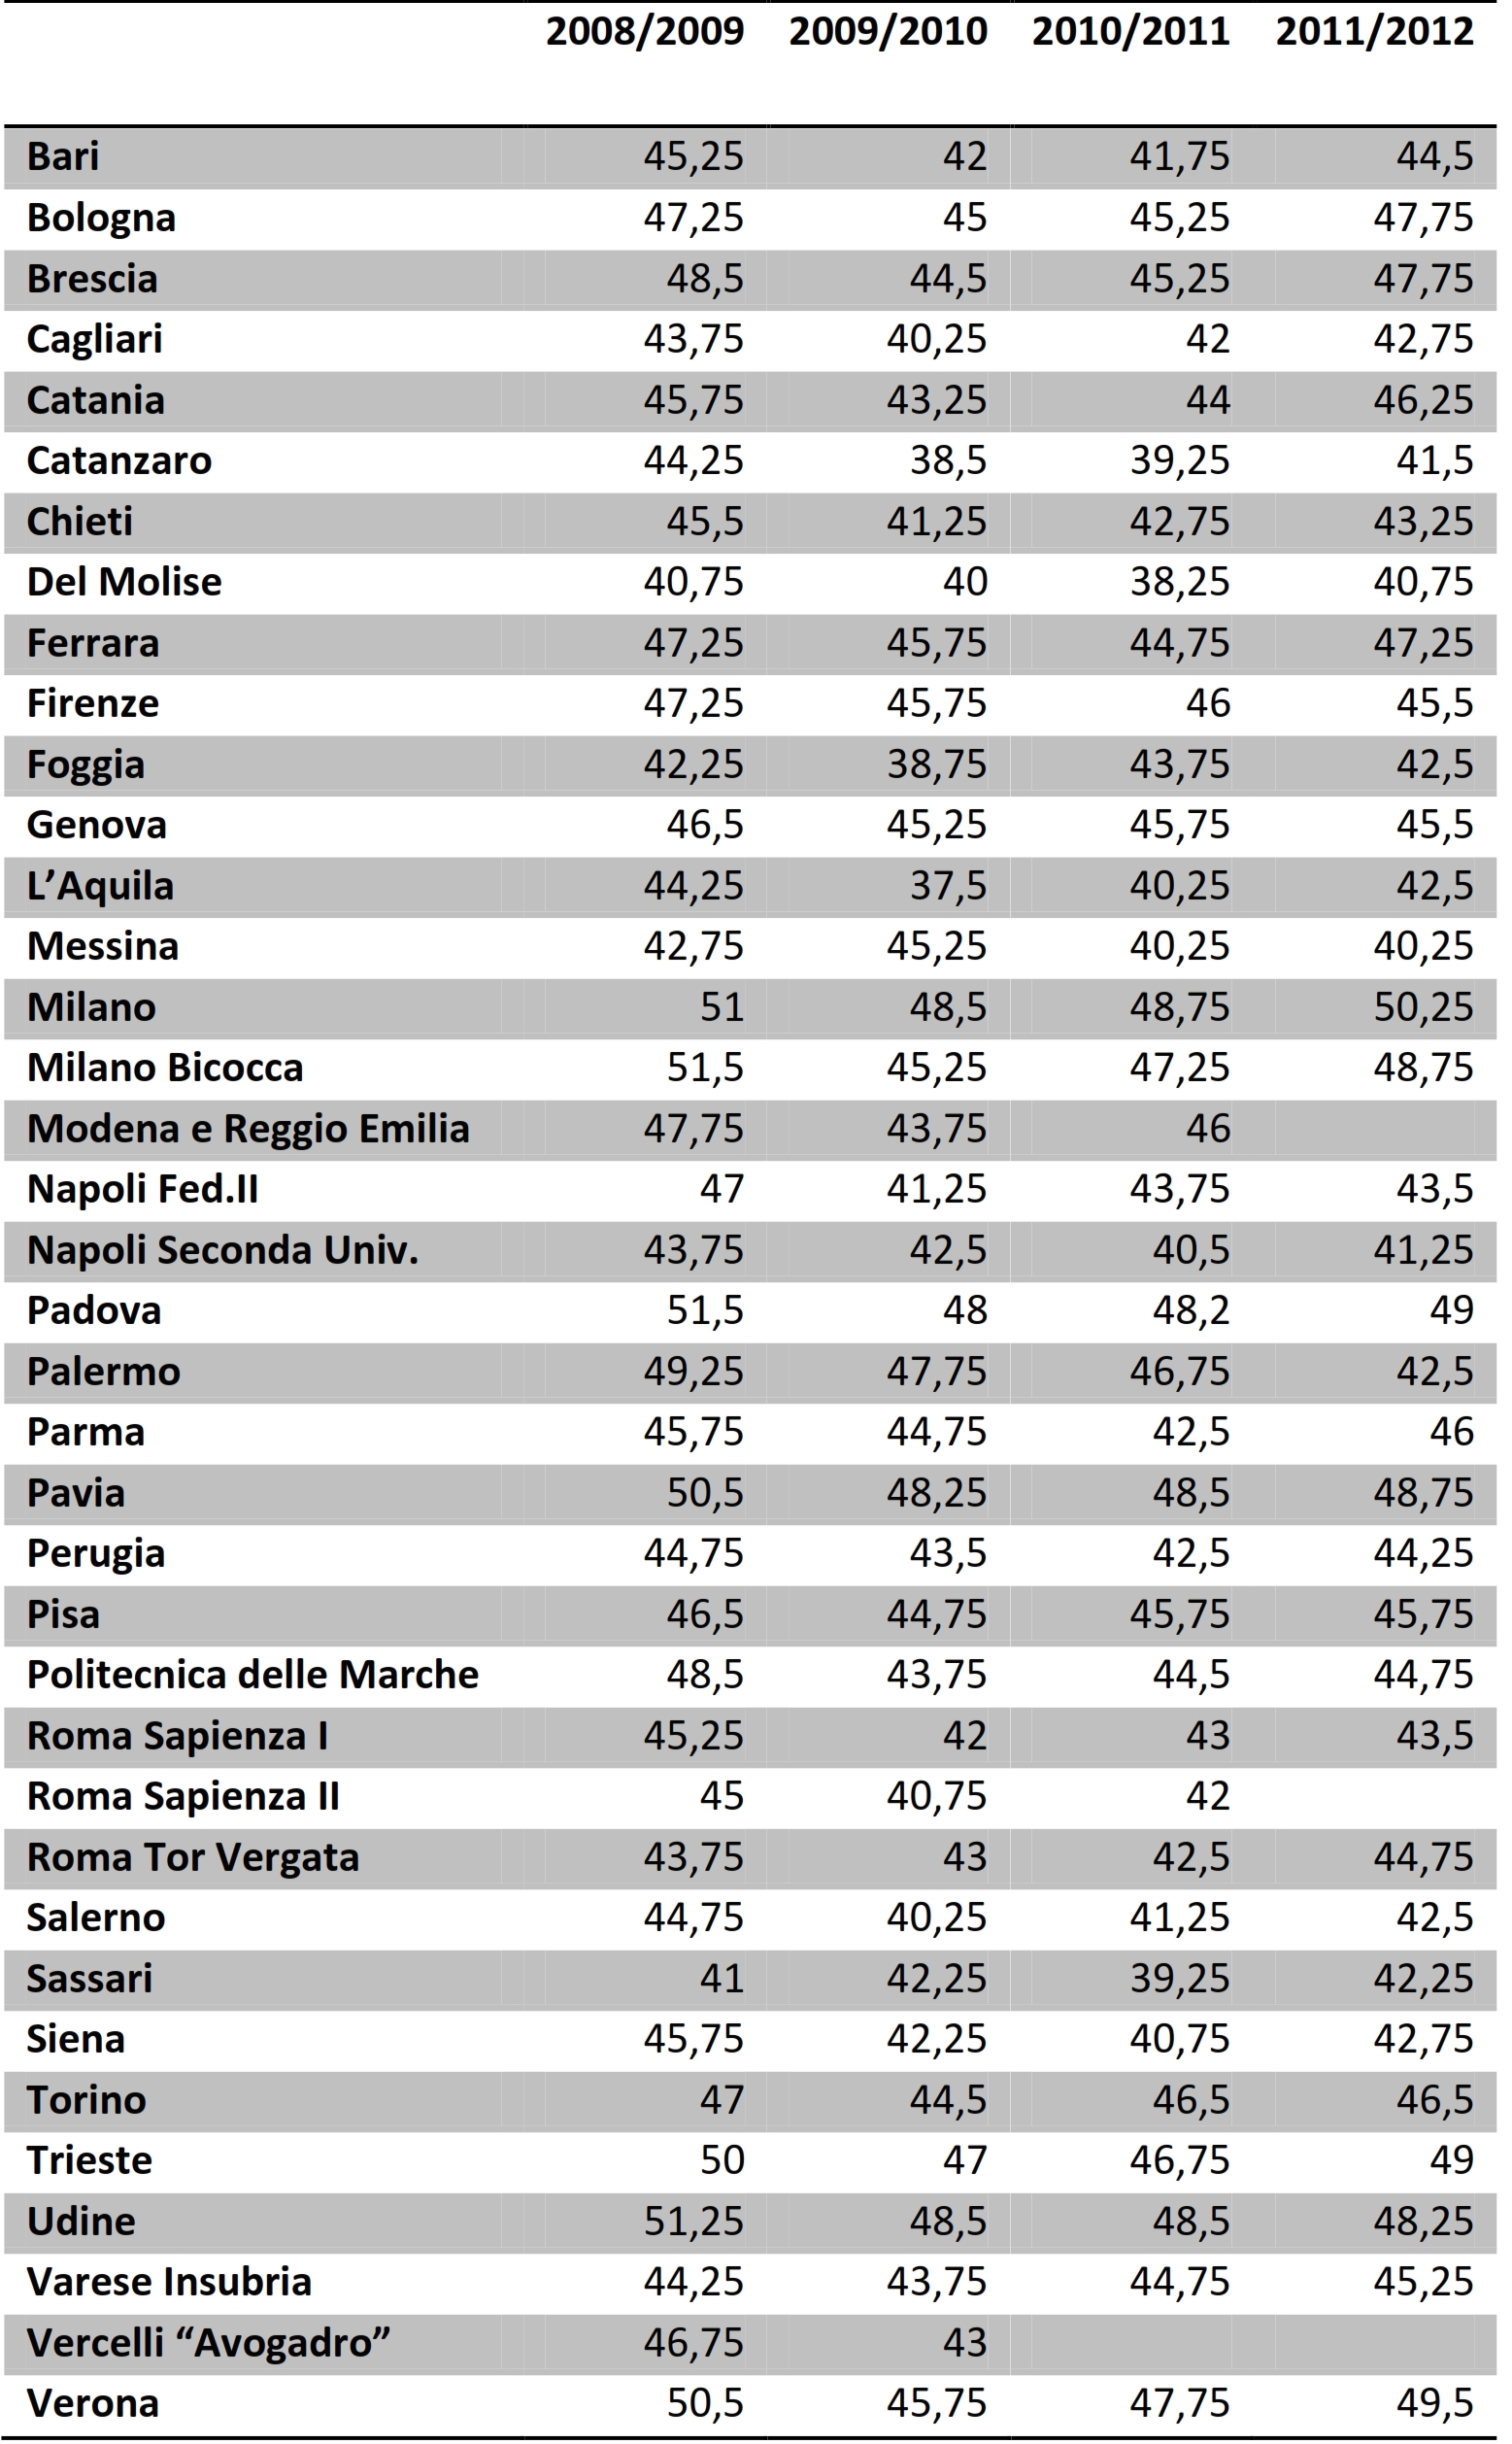 2008/2009 2009/2010 2010/2011 2011/2012
Bari 45,25 42 41,75 44,5
Bologna 47,25 45 45,25 47,75
Brescia 48,5 44,5 45,25 47,75
Cagliari 43,75 40,25 42 42,75
Catania 45,75 43,25 44 46,25
Catanzaro 44,25 38,5 39,25 41,5
Chieti 45,5 41,25 42,75 43,25
Del Molise 40,75 40 38,25 40,75
Ferrara 47,25 45,75 44,75 47,25
Firenze 47,25 45,75 46 45,5
Foggia 42,25 38,75 43,75 42,5
Genova 46,5 45,25 45,75 45,5
L’Aquila 44,25 37,5 40,25 42,5
Messina 42,75 45,25 40,25 40,25
Milano 51 48,5 48,75 50,25
Milano Bicocca 51,5 45,25 47,25 48,75
Modena e Reggio Emilia 47,75 43,75 46
Napoli Fed.II 47 41,25 43,75 43,5
Napoli Seconda Univ. 43,75 42,5 40,5 41,25
Padova 51,5 48 48,2 49
Palermo 49,25 47,75 46,75 42,5
Parma 45,75 44,75 42,5 46
Pavia 50,5 48,25 48,5 48,75
Perugia 44,75 43,5 42,5 44,25
Pisa 46,5 44,75 45,75 45,75
Politecnica delle Marche 48,5 43,75 44,5 44,75
Roma Sapienza I 45,25 42 43 43,5
Roma Sapienza II 45 40,75 42
Roma Tor Vergata 43,75 43 42,5 44,75
Salerno 44,75 40,25 41,25 42,5
Sassari 41 42,25 39,25 42,25
Siena 45,75 42,25 40,75 42,75
Torino 47 44,5 46,5 46,5
Trieste 50 47 46,75 49
Udine 51,25 48,5 48,5 48,25
Varese Insubria 44,25 43,75 44,75 45,25
Vercelli “Avogadro” 46,75 43
Verona 50,5 45,75 47,75 49,5